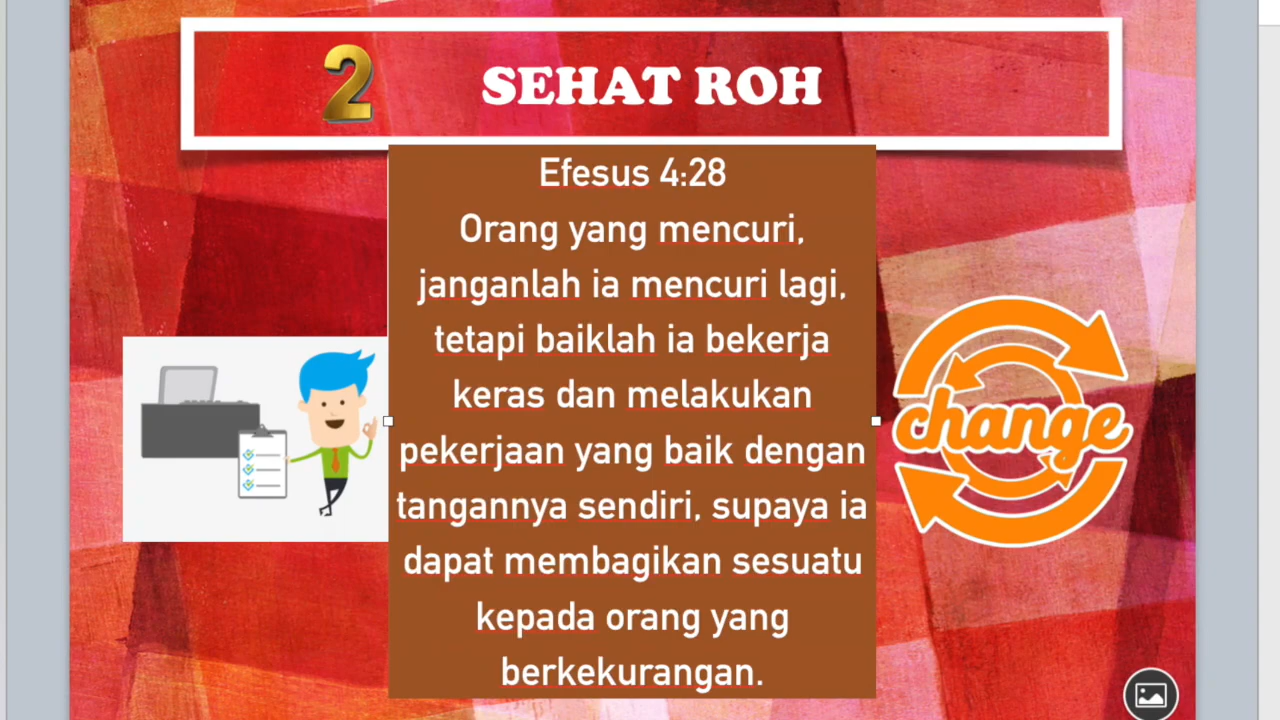 2 SEHAT ROH
Efesus 4:28
Orang yang mencuri,
janganlah ia mencuri lagi,
tetapi baiklah ia bekerja
keras dan melakukan
pekerjaan yang baik dengan
tangannya sendiri, supaya ia
dapat membagikan sesuatu
kepada orang yang
berkekurangan.
change